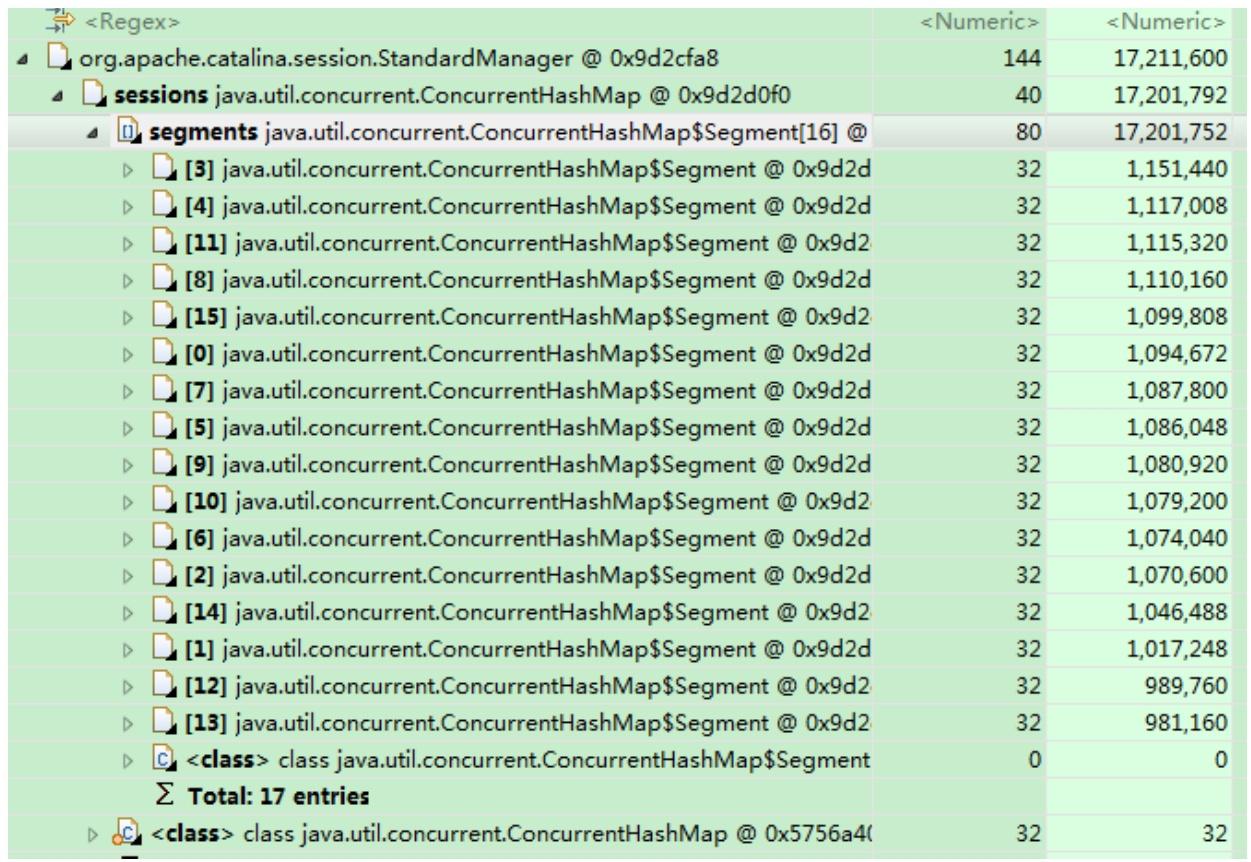 <Regex> <Numeric> <Numeric>
org.apache.catalina.session.StandardManager @ 0x9d2cfa8 144 17,211,600
sessions java.util.concurrent.ConcurrentHashMap @ 0x9d2d0f0 40 17,201,792
segments java.util.concurrent.ConcurrentHashMap$Segment[16] @ 80 17,201,752
[3] java.util.concurrent.ConcurrentHashMap$Segment @ 0x9d2d 32 1,151,440
[4] java.util.concurrent.ConcurrentHashMap$Segment @ 0x9d2d 32 1,117,008
[11] java.util.concurrent.ConcurrentHashMap$Segment @ 0x9d2 32 1,115,320
[8] java.util.concurrent.ConcurrentHashMap$Segment @ 0x9d2d 32 1,110,160
[15] java.util.concurrent.ConcurrentHashMap$Segment @ 0x9d2 32 1,099,808
[0] java.util.concurrent.ConcurrentHashMap$Segment @ 0x9d2d 32 1,094,672
[7] java.util.concurrent.ConcurrentHashMap$Segment @ 0x9d2d 32 1,087,800
[5] java.util.concurrent.ConcurrentHashMap$Segment @ 0x9d2d 32 1,086,048
[9] java.util.concurrent.ConcurrentHashMap$Segment @ 0x9d2d 32 1,080,920
[10] java.util.concurrent.ConcurrentHashMap$Segment @ 0x9d2 32 1,079,200
[6] java.util.concurrent.ConcurrentHashMap$Segment @ 0x9d2d 32 1,074,040
[2] java.util.concurrent.ConcurrentHashMap$Segment @ 0x9d2d 32 1,070,600
[14] java.util.concurrent.ConcurrentHashMap$Segment @ 0x9d2 32 1,046,488
[1] java.util.concurrent.ConcurrentHashMap$Segment @ 0x9d2d 32 1,017,248
[12] java.util.concurrent.ConcurrentHashMap$Segment @ 0x9d2 32 989,760
[13] java.util.concurrent.ConcurrentHashMap$Segment @ 0x9d2 32 981,160
<class> class java.util.concurrent.ConcurrentHashMap$Segment 0 0
Σ Total: 17 entries
<class> class java.util.concurrent.ConcurrentHashMap @ 0x5756a40 32 32